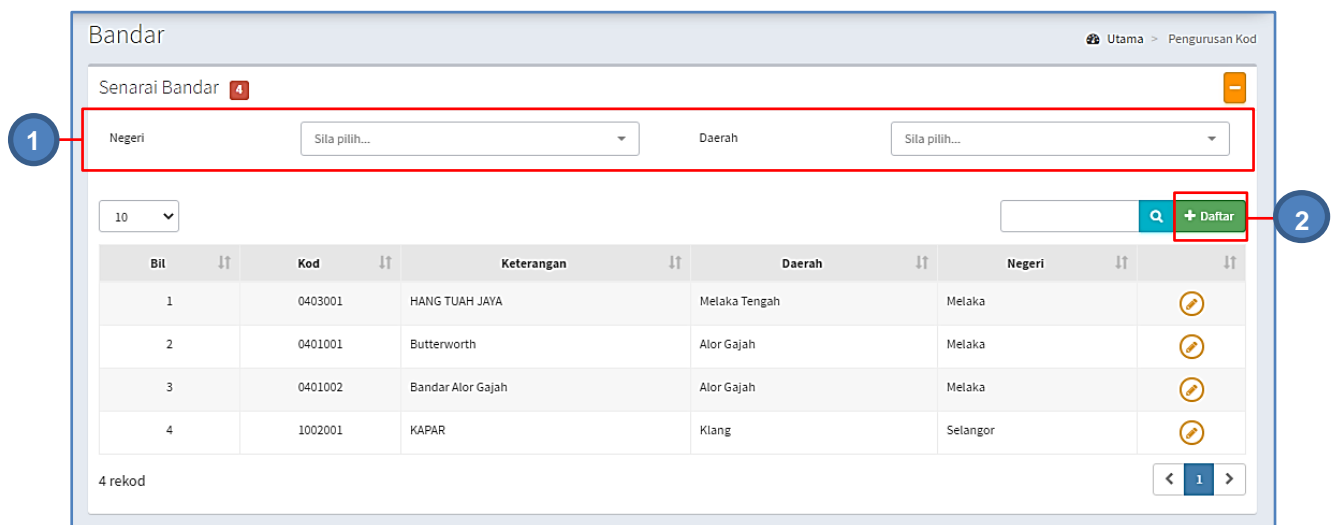 Bandar
Utama > Pengurusan Kod
Senarai Bandar 4
1
Negeri Sila pilih... Daerah Sila pilih...
10 + Daftar
2
Bil Kod Keterangan Daerah Negeri
1 0403001 HANG TUAH JAYA Melaka Tengah Melaka
2 0401001 Butterworth Alor Gajah Melaka
3 0401002 Bandar Alor Gajah Alor Gajah Melaka
4 1002001 KAPAR Klang Selangor
4 rekod < 1 >